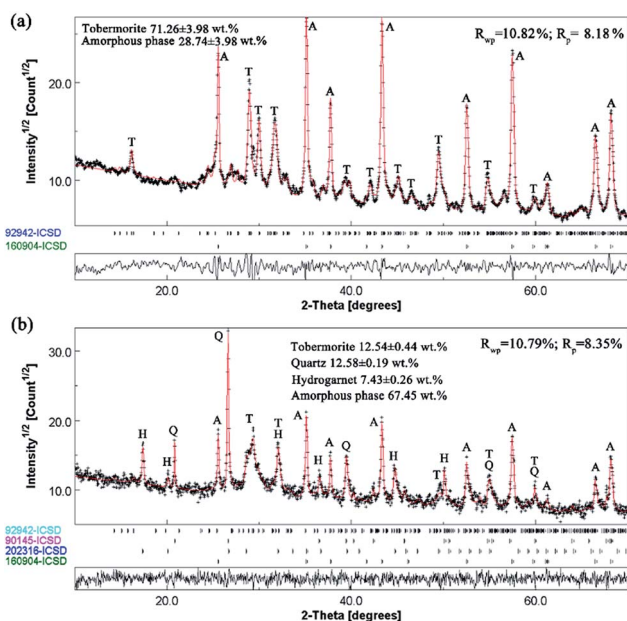 (a)
Tobermorite 71.26±3.98 wt.%
Amorphous phase 28.74±3.98 wt.%
R_wp=10.82%; R_p= 8.18%
A A A A
20.0
T
T
A A A
T
T T
A
T
T
10.0
T T T T T A
Intensity^1/2 [Count^1/2]
92942-ICSD
160904-ICSD
20.0 40.0 60.0
2-Theta [degrees]
(b)
Q
30.0
Tobermorite 12.54±0.44 wt.%
Quartz 12.58±0.19 wt.%
Hydrogarnet 7.43±0.26 wt.%
Amorphous phase 67.45 wt.%
R_wp=10.79%; R_p=8.35%
20.0
H Q A T T H A H A Q A H T H A T Q A T Q A A A
H
10.0
Intensity^1/2 [Count^1/2]
92942-ICSD
90145-ICSD
202316-ICSD
160904-ICSD
20.0 40.0 60.0
2-Theta [degrees]